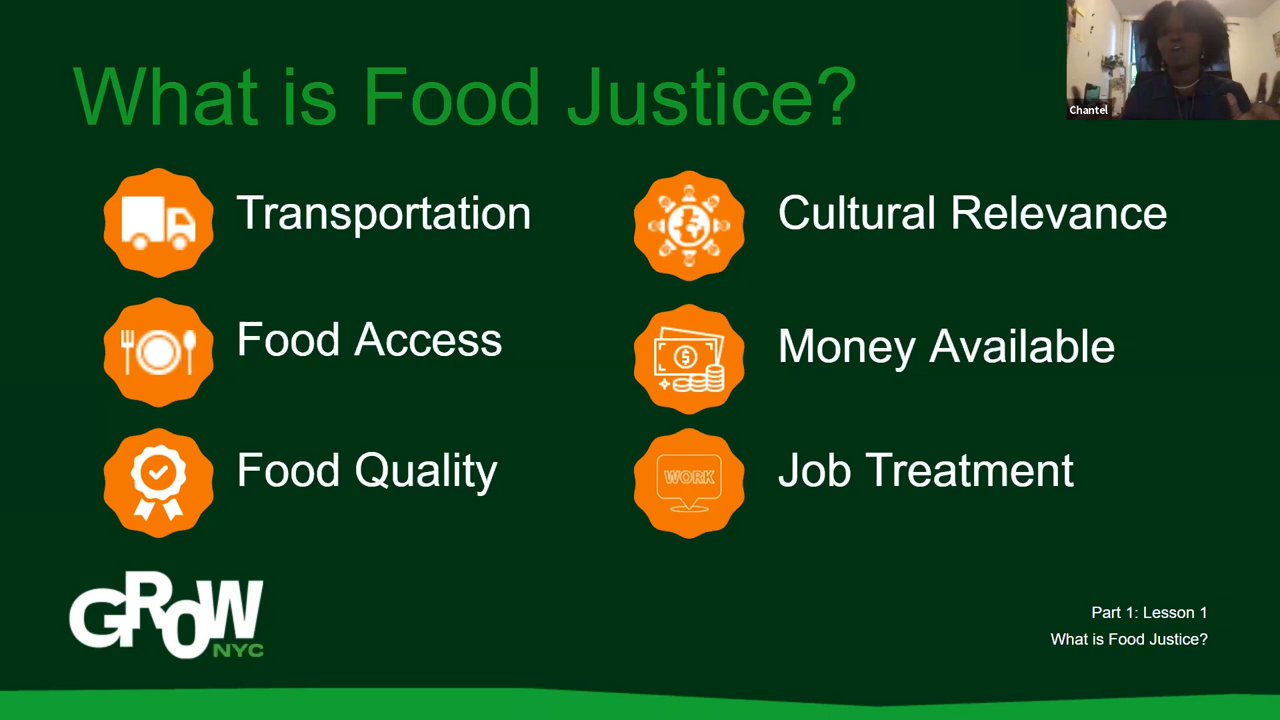 What is Food Justice?
Chantel
Transportation
Cultural Relevance
Food Access
Money Available
Food Quality
WORK
Job Treatment
GROW
NYC
Part 1: Lesson 1
What is Food Justice?